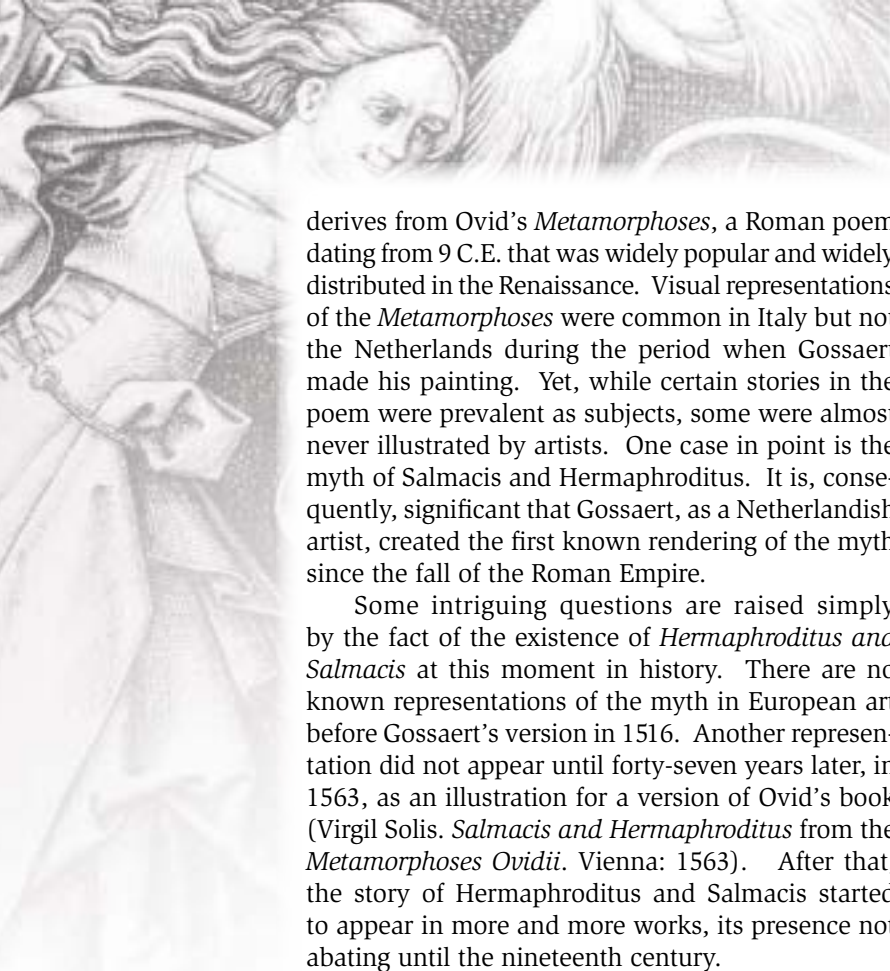 derives from Ovid’s Metamorphoses, a Roman poem
dating from 9 C.E. that was widely popular and widely
distributed in the Renaissance. Visual representations
of the Metamorphoses were common in Italy but not
the Netherlands during the period when Gossaert
made his painting. Yet, while certain stories in the
poem were prevalent as subjects, some were almost
never illustrated by artists. One case in point is the
myth of Salmacis and Hermaphroditus. It is, conse-
quently, significant that Gossaert, as a Netherlandish
artist, created the first known rendering of the myth
since the fall of the Roman Empire.
Some intriguing questions are raised simply
by the fact of the existence of Hermaphroditus and
Salmacis at this moment in history. There are no
known representations of the myth in European art
before Gossaert’s version in 1516. Another represen-
tation did not appear until forty-seven years later, in
1563, as an illustration for a version of Ovid’s book
(Virgil Solis. Salmacis and Hermaphroditus from the
Metamorphoses Ovidii. Vienna: 1563). After that,
the story of Hermaphroditus and Salmacis started
to appear in more and more works, its presence not
abating until the nineteenth century.